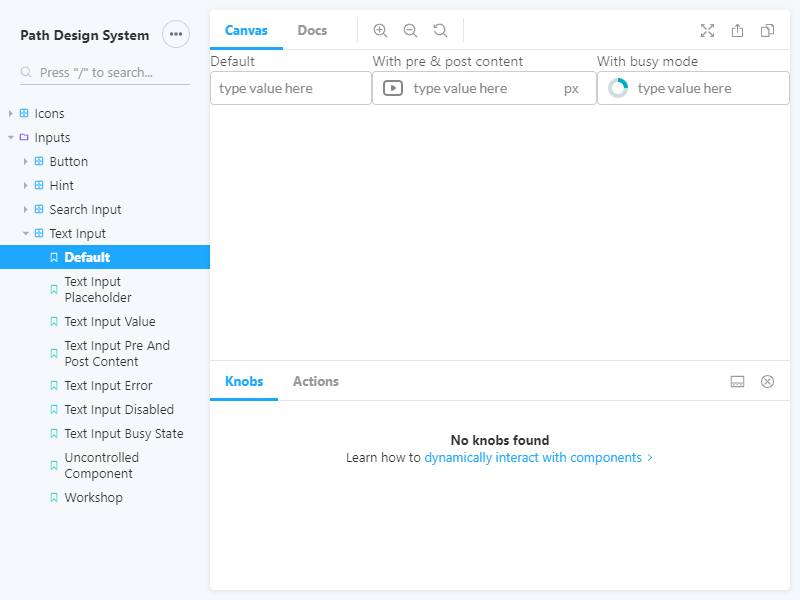 Path Design System
Press "/" to search...
Icons
Inputs
Button
Hint
Search Input
Text Input
Default
Text Input
Placeholder
Text Input Value
Text Input Pre And
Post Content
Text Input Error
Text Input Disabled
Text Input Busy State
Uncontrolled
Component
Workshop
Canvas Docs
Default With pre & post content With busy mode
type value here type value here px type value here
Knobs Actions
No knobs found
Learn how to dynamically interact with components